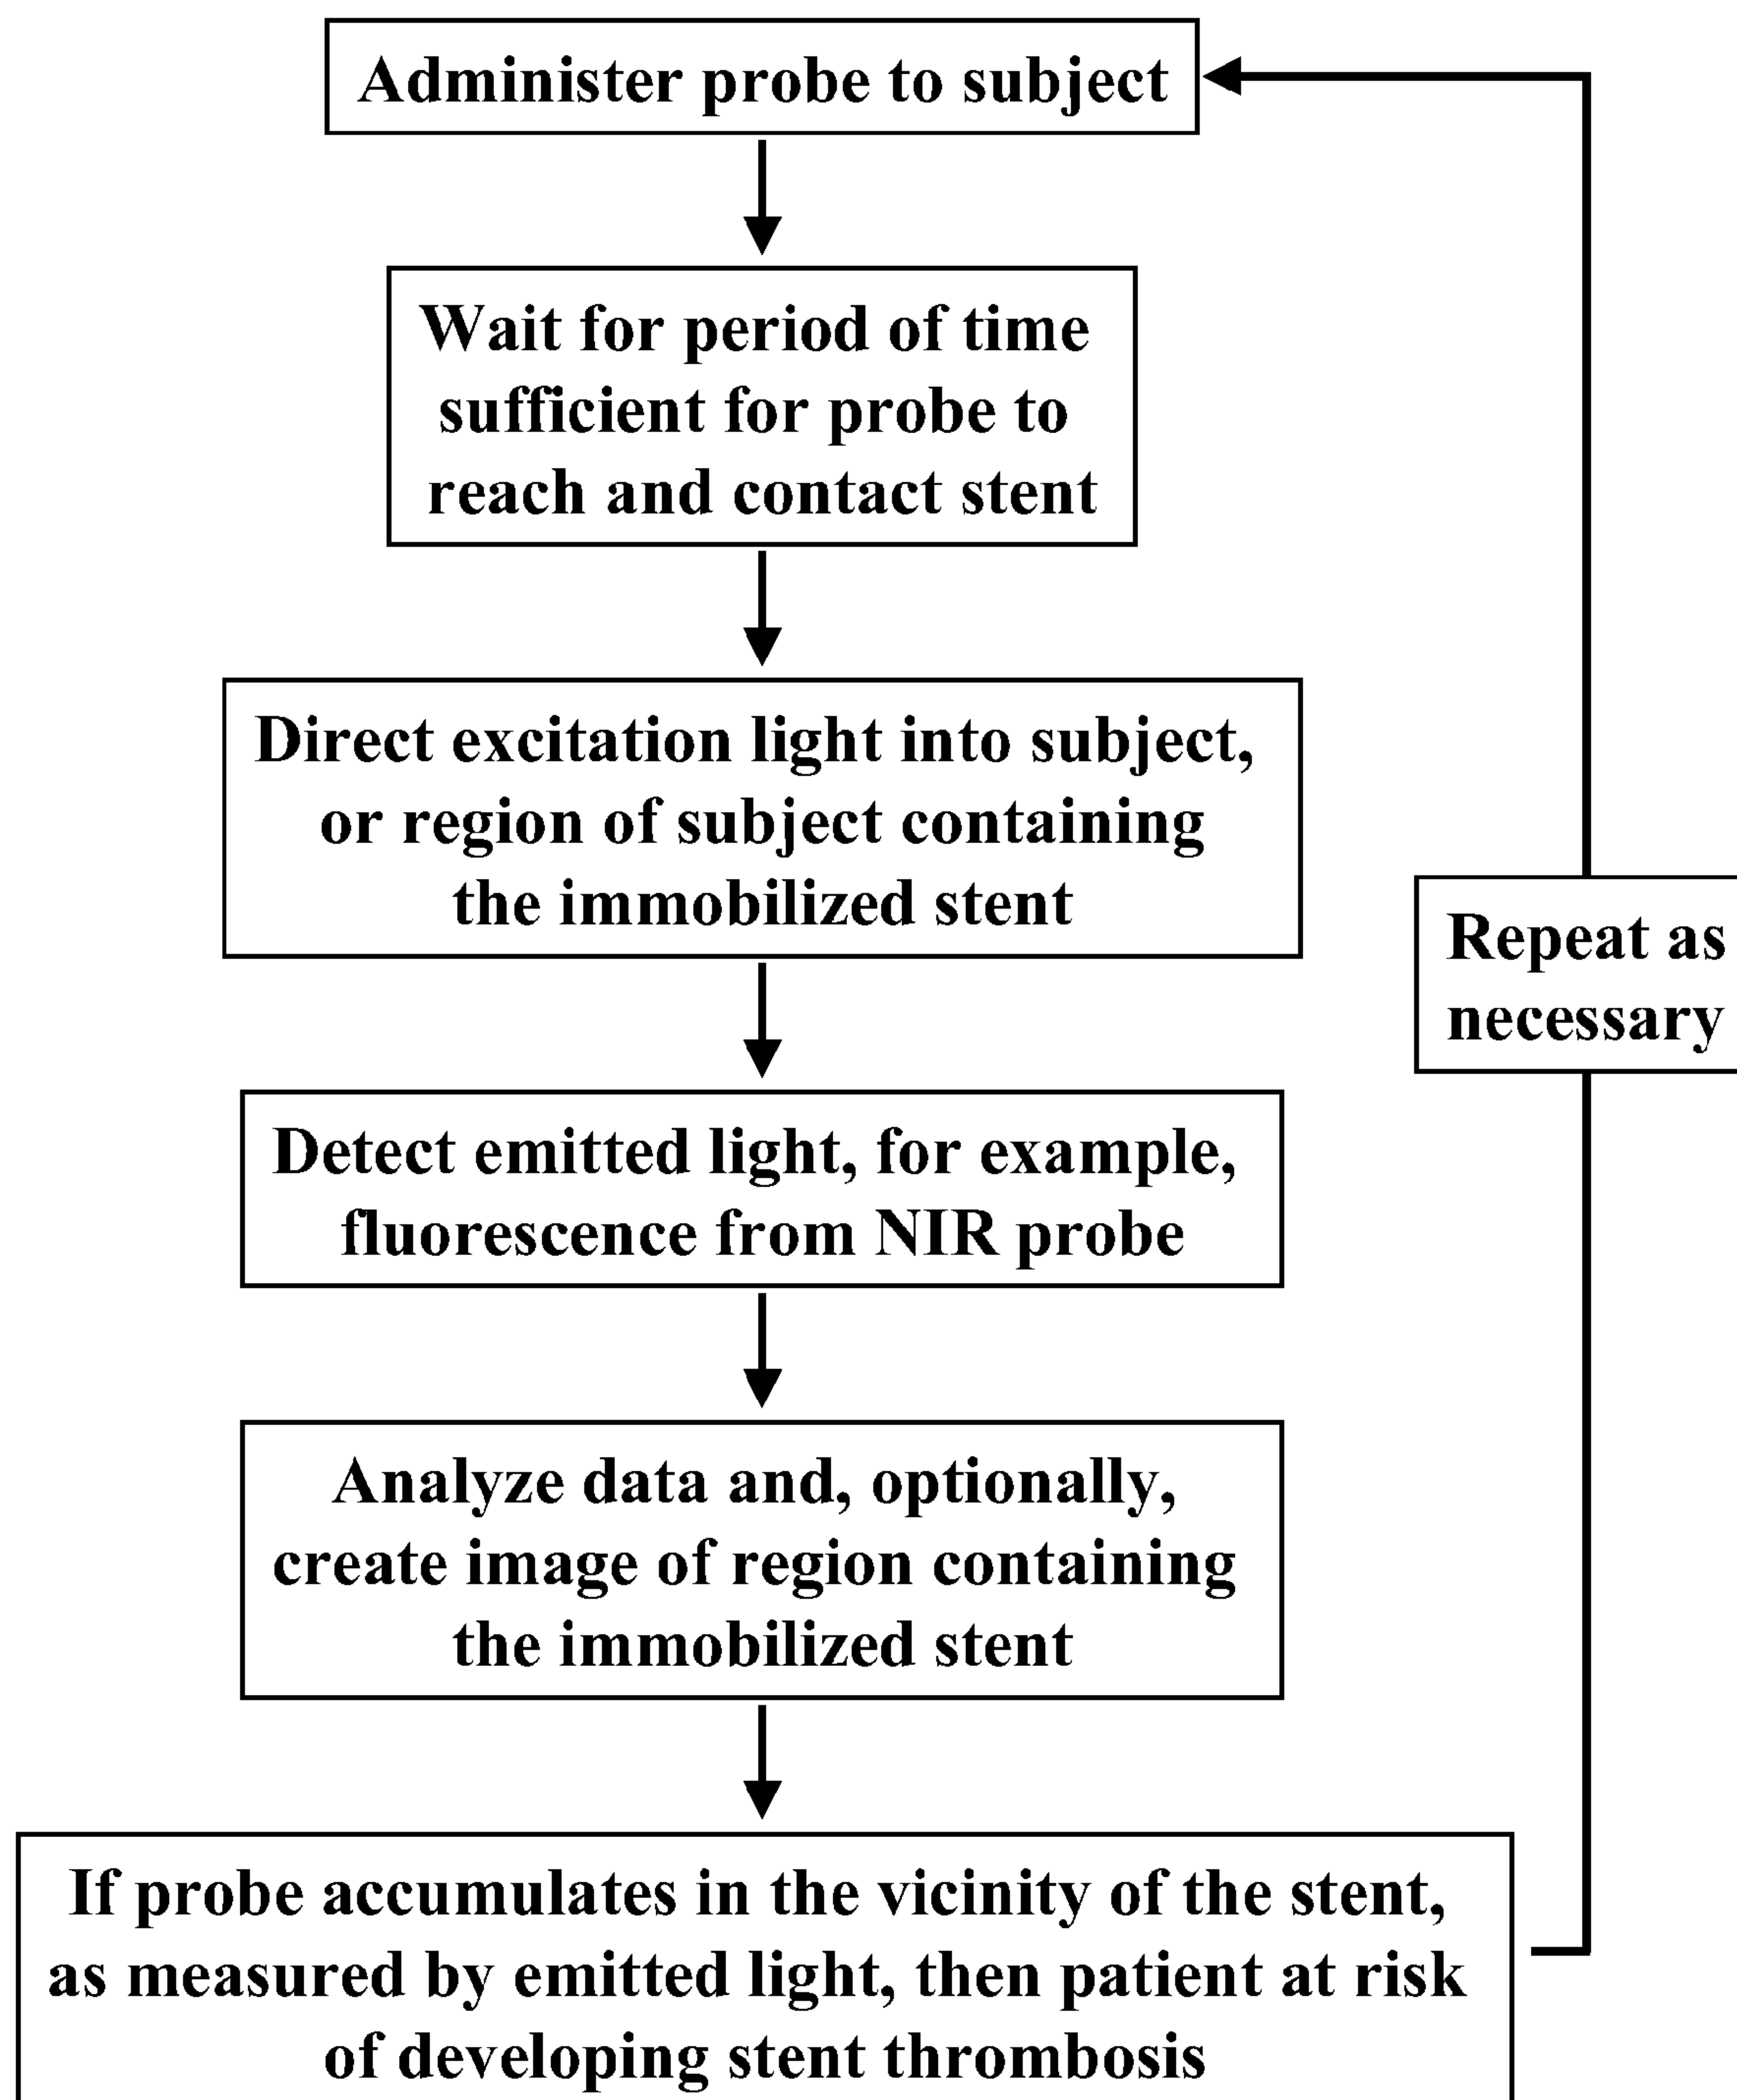 Administer probe to subject
Wait for period of time
sufficient for probe to
reach and contact stent
Direct excitation light into subject,
or region of subject containing
the immobilized stent
Repeat as
necessary
Detect emitted light, for example,
fluorescence from NIR probe
Analyze data and, optionally,
create image of region containing
the immobilized stent
If probe accumulates in the vicinity of the stent,
as measured by emitted light, then patient at risk
of developing stent thrombosis